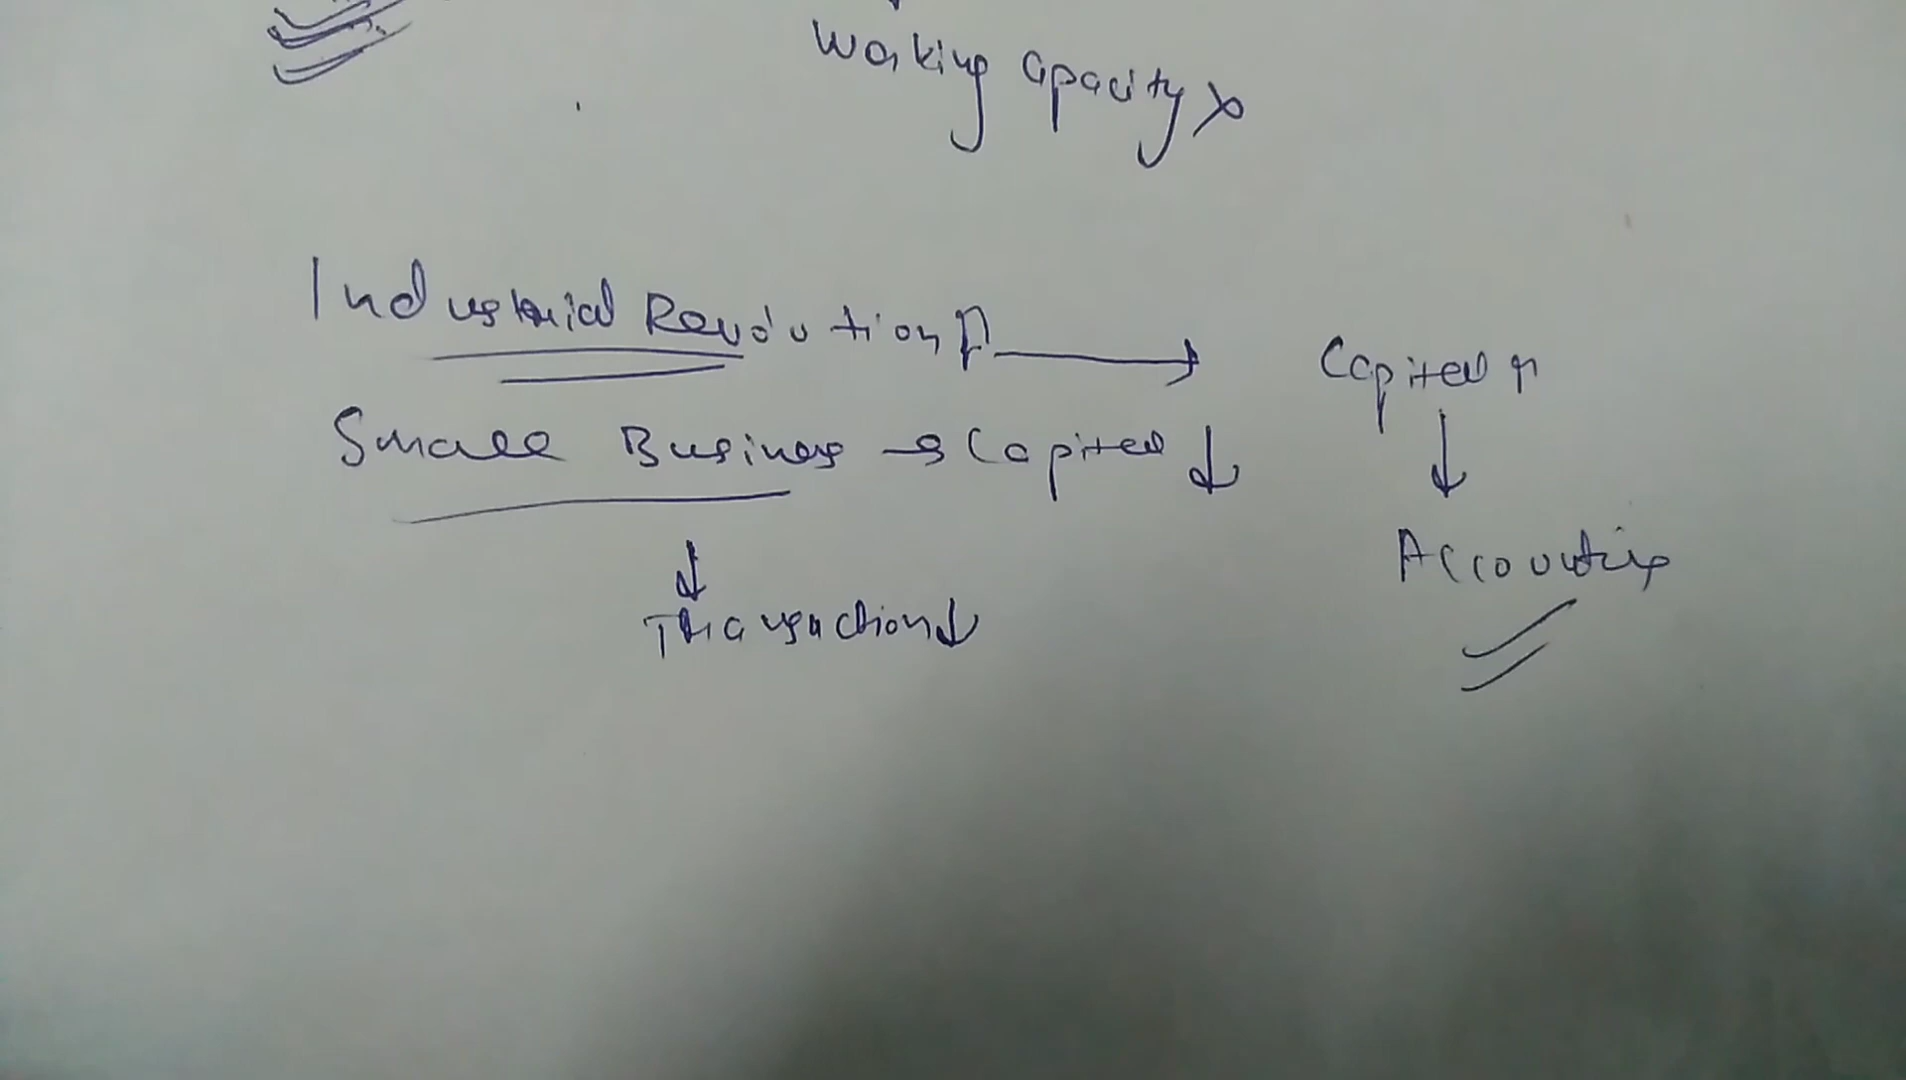 Working Capacity ×
Industrial Revolution ↑ → Capital ↑
Small Business → Capital ↓
↓
Accounting
↓
Transaction ↓